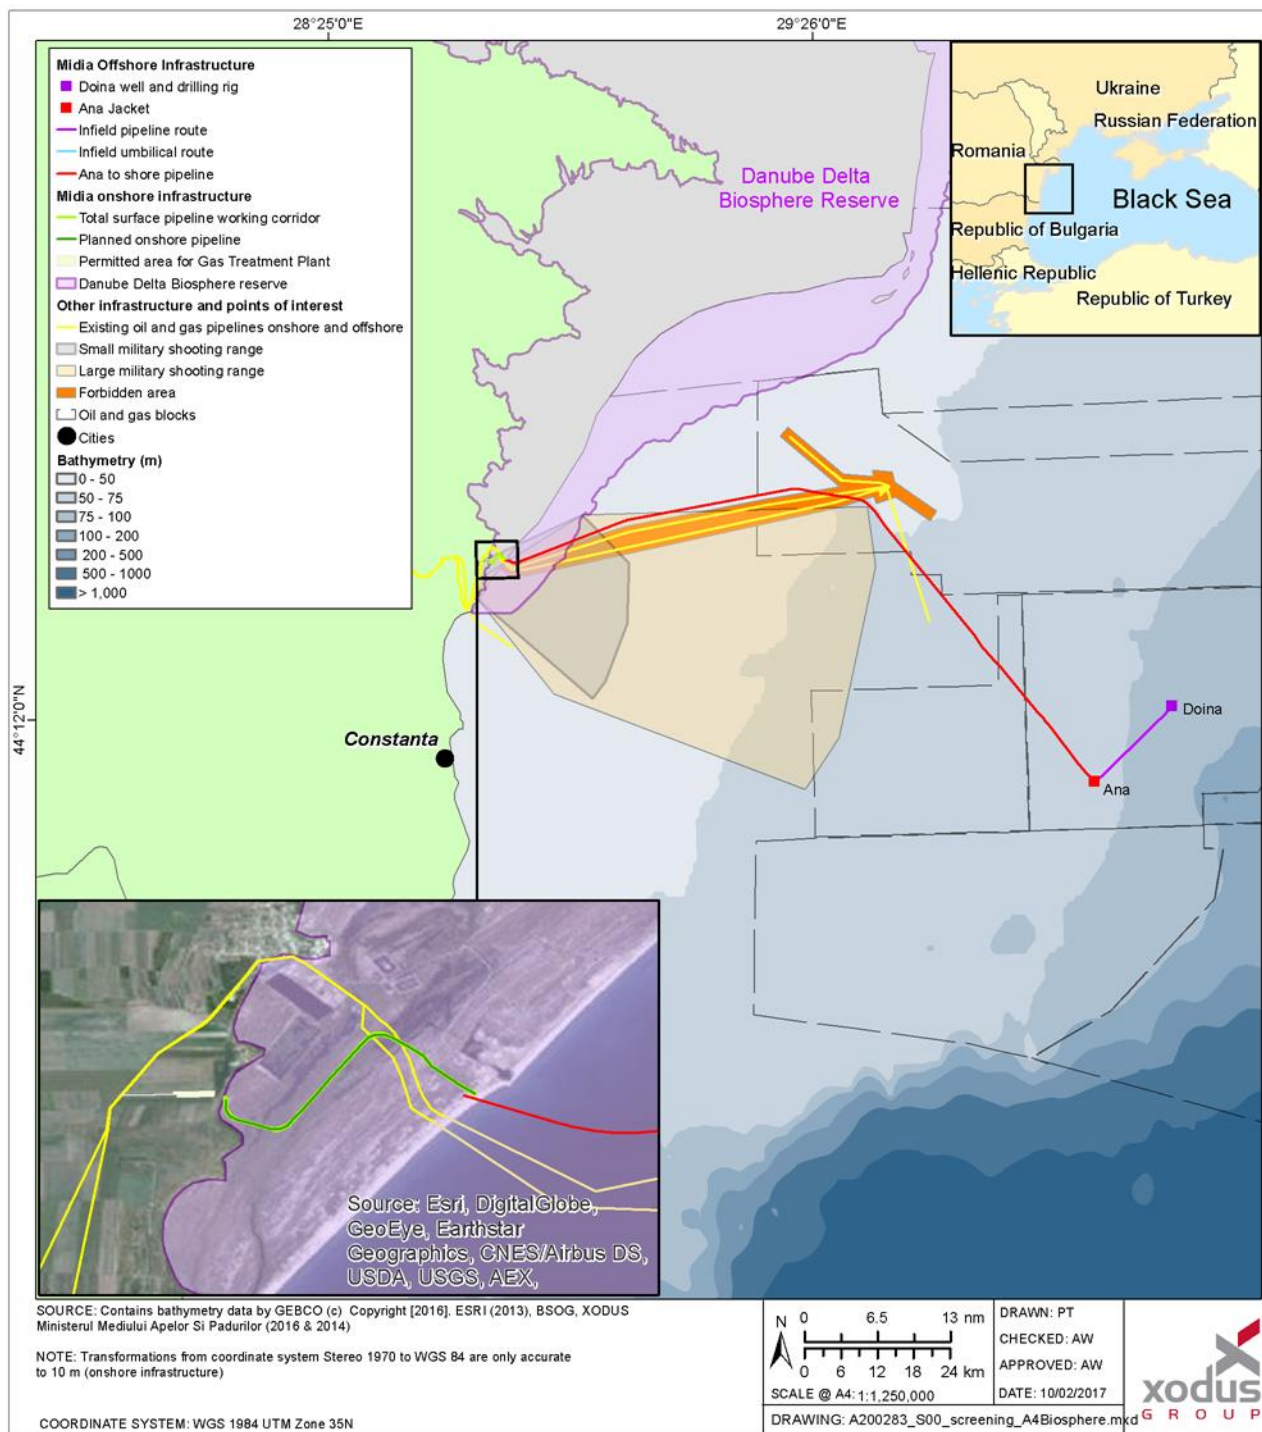 28°25'0"E
29°26'0"E
Midia Offshore Infrastructure
Doina well and drilling rig
Ana Jacket
Infield pipeline route
Infield umbilical route
Ana to shore pipeline
Midia onshore infrastructure
Total surface pipeline working corridor
Planned onshore pipeline
Permitted area for Gas Treatment Plant
Danube Delta Biosphere reserve
Other infrastructure and points of interest
Existing oil and gas pipelines onshore and offshore
Small military shooting range
Large military shooting range
Forbidden area
Oil and gas blocks
Cities
Bathymetry (m)
0 - 50
50 - 75
75 - 100
100 - 200
200 - 500
500 - 1000
> 1,000
Danube Delta
Biosphere Reserve
Ukraine
Russian Federation
Romania
Black Sea
Republic of Bulgaria
Hellenic Republic
Republic of Turkey
44°12'0"N
Constanta
Doina
Ana
Source: Esri, DigitalGlobe,
GeoEye, Earthstar
Geographics, CNES/Airbus DS,
USDA, USGS, AEX,
SOURCE: Contains bathymetry data by GEBCO (c) Copyright [2016]. ESRI (2013), BSOG, XODUS
Ministerul Mediului Apelor Si Padurilor (2016 & 2014)
NOTE: Transformations from coordinate system Stereo 1970 to WGS 84 are only accurate
to 10 m (onshore infrastructure)
COORDINATE SYSTEM: WGS 1984 UTM Zone 35N
N
0 6.5 13 nm
0 6 12 18 24 km
SCALE @ A4: 1:1,250,000
DRAWN: PT
CHECKED: AW
APPROVED: AW
DATE: 10/02/2017
DRAWING: A200283_S00_screening_A4Biosphere.mxd
xodus
GROUP